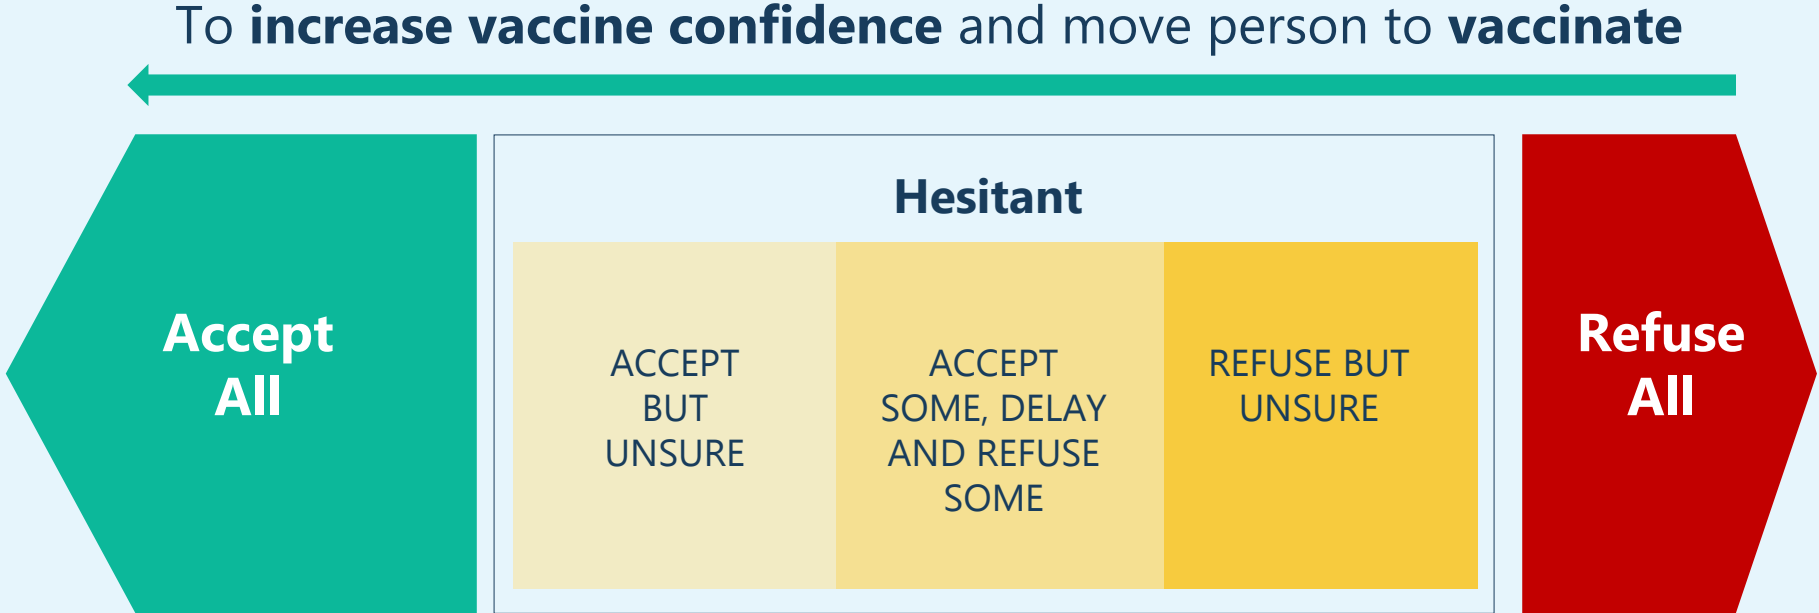 To increase vaccine confidence and move person to vaccinate
Hesitant
Accept
All
ACCEPT
BUT
UNSURE
ACCEPT
SOME, DELAY
AND REFUSE
SOME
REFUSE BUT
UNSURE
Refuse
All